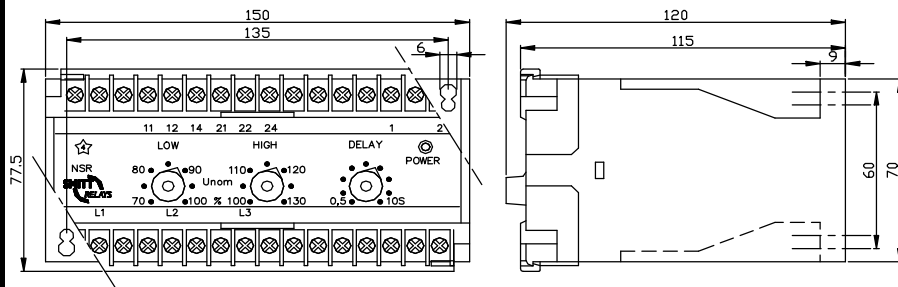 150
135
6
77.5
11 12 14 21 22 24 1 2
LOW HIGH DELAY
POWER
NSR
80 90 110 120
Unom
RELAYS
70 100 % 100 130 0,5 10S
L1 L2 L3
120
115
9
60
70